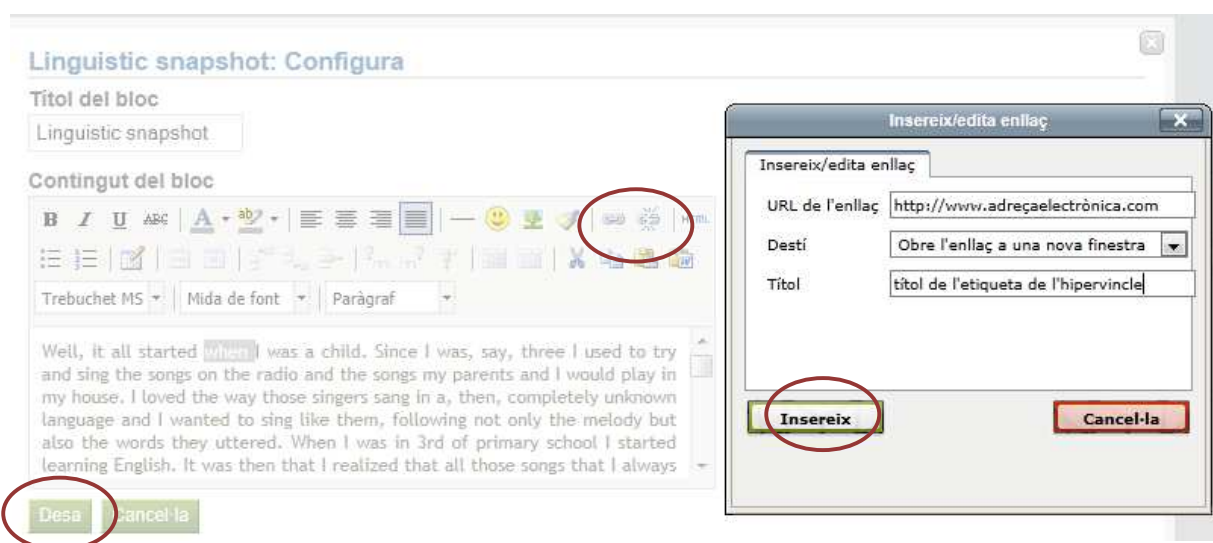 Linguistic snapshot: Configura
Títol del bloc
Linguistic snapshot
Contingut del bloc
B I U ABC A ab HTML
Trebuchet MS Mida de font Paràgraf
Well, it all started when I was a child. Since I was, say, three I used to try
and sing the songs on the radio and the songs my parents and I would play in
my house. I loved the way those singers sang in a, then, completely unknown
language and I wanted to sing like them, following not only the melody but
also the words they uttered. When I was in 3rd of primary school I started
learning English. It was then that I realized that all those songs that I always
Desa Cancel·la
Insereix/edita enllaç
Insereix/edita enllaç
URL de l'enllaç http://www.adreçaelectrònica.com
Destí Obre l'enllaç a una nova finestra
Títol títol de l'etiqueta de l'hipervincle
Insereix Cancel·la